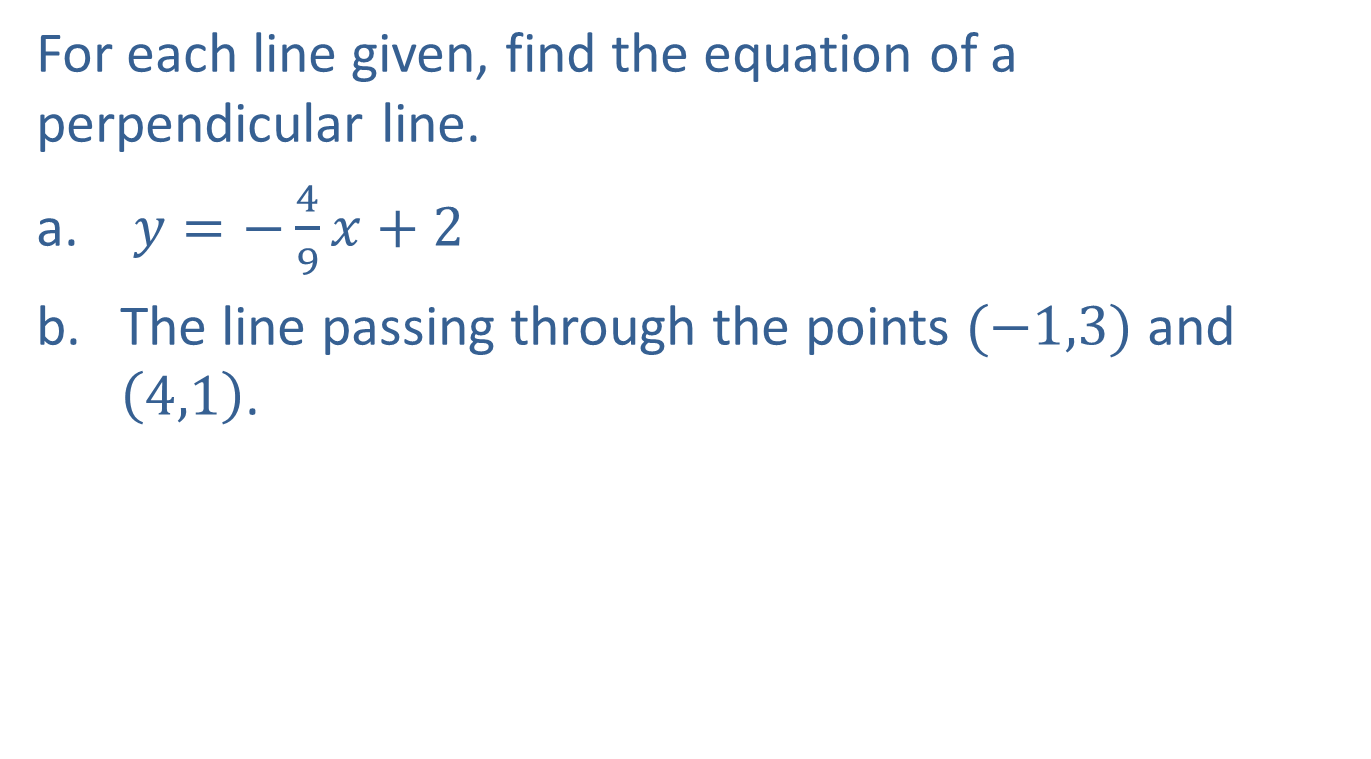 For each line given, find the equation of a
perpendicular line.
a. y = −4/9 x + 2
b. The line passing through the points (−1,3) and
(4,1).